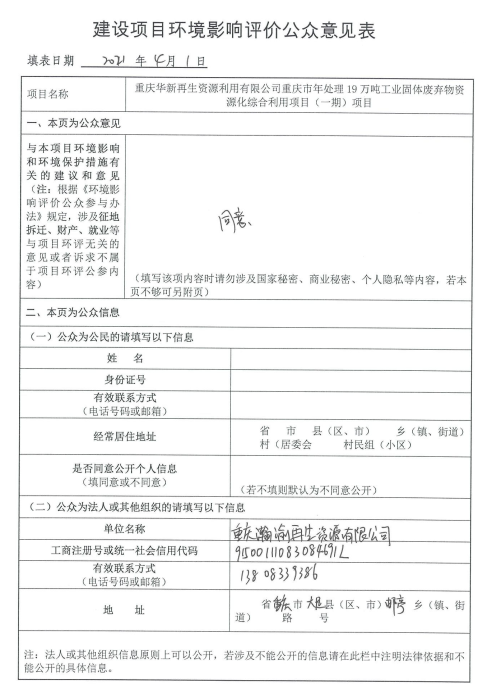 建设项目环境影响评价公众意见表
填表日期 2021年4月1日
项目名称
重庆华新再生资源利用有限公司重庆市年处理 19 万吨工业固体废弃物资
源化综合利用项目（一期）项目
一、本页为公众意见
与本项目环境影响
和环境保护措施有
关的建议和意见
（注：根据《环境影
响评价公众参与办
法》规定，涉及征地
拆迁、财产、就业等
与项目环评无关的
意见或者诉求不属
于项目环评公参内
容）
同意、
（填写该项内容时请勿涉及国家秘密、商业秘密、个人隐私等内容，若本
页不够可另附页）
二、本页为公众信息
（一）公众为公民的请填写以下信息
姓 名
身份证号
有效联系方式
（电话号码或邮箱）
经常居住地址
省 市 县（区、市） 乡（镇、街道）
村（居委会 村民组（小区）
是否同意公开个人信息
（填同意或不同意）
（若不填则默认为不同意公开）
（二）公众为法人或其他组织的请填写以下信息
单位名称
重庆瀚渝再生资源有限公司
工商注册号或统一社会信用代码
有效联系方式
（电话号码或邮箱）
13808339386
地 址
省重庆市大足县（区、市）邮亭乡（镇、街
道） 路 号
注：法人或其他组织信息原则上可以公开，若涉及不能公开的信息请在此栏中注明法律依据和不
能公开的具体信息。